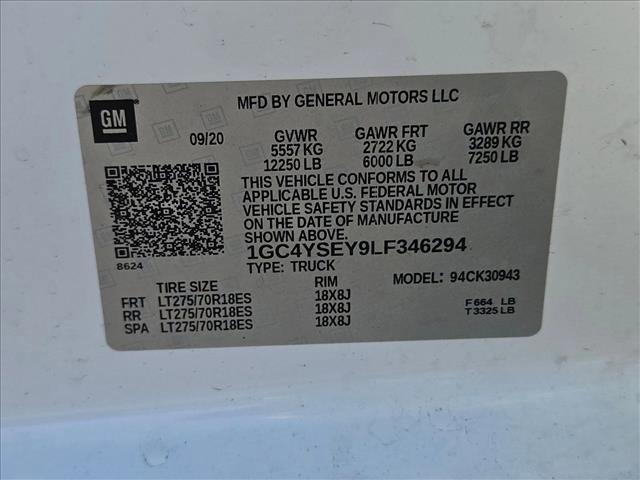 GM
MFD BY GENERAL MOTORS LLC
09/20
GVWR GAWR FRT GAWR RR
5557 KG 2722 KG 3289 KG
12250 LB 6000 LB 7250 LB
THIS VEHICLE CONFORMS TO ALL
APPLICABLE U.S. FEDERAL MOTOR
VEHICLE SAFETY STANDARDS IN EFFECT
ON THE DATE OF MANUFACTURE
SHOWN ABOVE.
1GC4YSEY9LF346294
8624
TYPE: TRUCK MODEL: 94CK30943
TIRE SIZE RIM
FRT LT275/70R18ES 18X8J
RR LT275/70R18ES 18X8J
SPA LT275/70R18ES 18X8J
F 664 LB
T 3325 LB